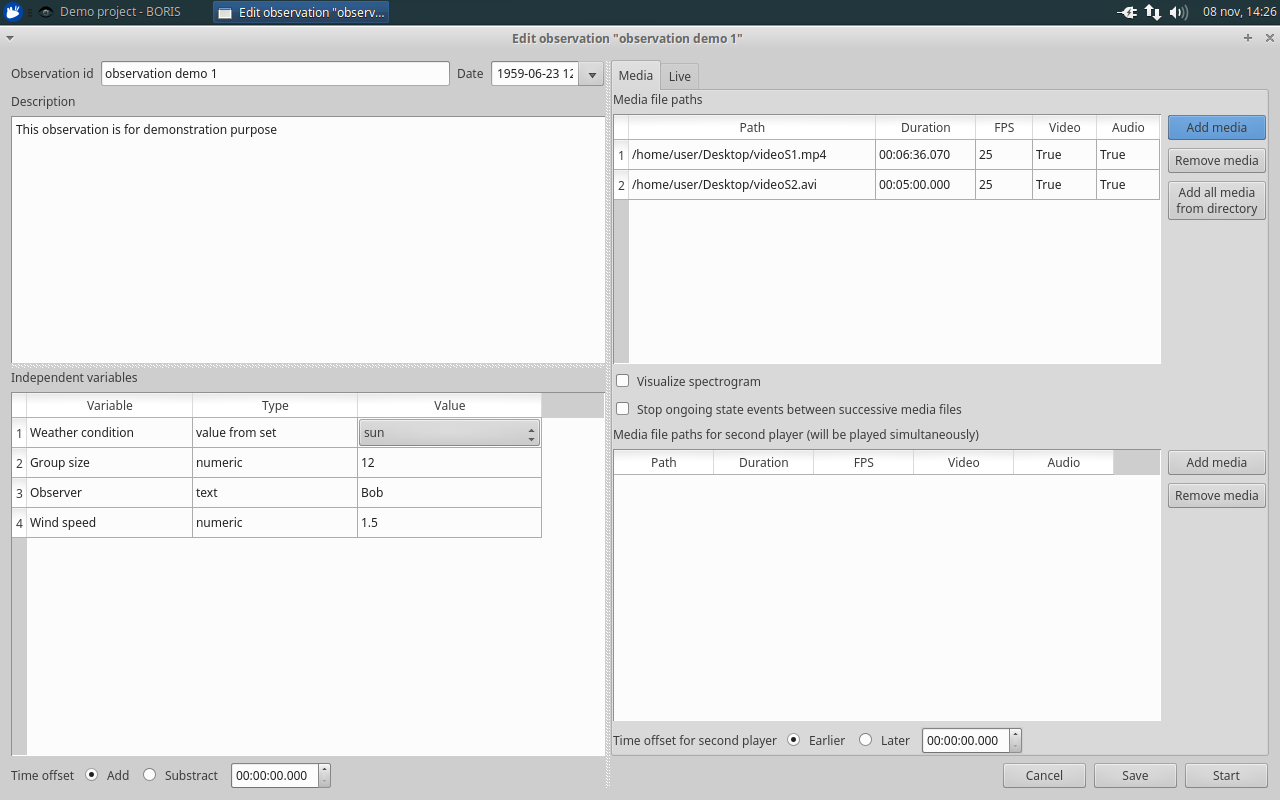 Demo project - BORIS
Edit observation "observ...
08 nov, 14:26
Edit observation "observation demo 1"
Observation id
observation demo 1
Date
1959-06-23 12
Description
This observation is for demonstration purpose
Independent variables
Variable Type Value
1 Weather condition value from set sun
2 Group size numeric 12
3 Observer text Bob
4 Wind speed numeric 1.5
Time offset Add Substract 00:00:00.000
Media Live
Media file paths
Path Duration FPS Video Audio
1 /home/user/Desktop/videoS1.mp4 00:06:36.070 25 True True
2 /home/user/Desktop/videoS2.avi 00:05:00.000 25 True True
Add media
Remove media
Add all media
from directory
Visualize spectrogram
Stop ongoing state events between successive media files
Media file paths for second player (will be played simultaneously)
Path Duration FPS Video Audio
Add media
Remove media
Time offset for second player Earlier Later 00:00:00.000
Cancel Save Start